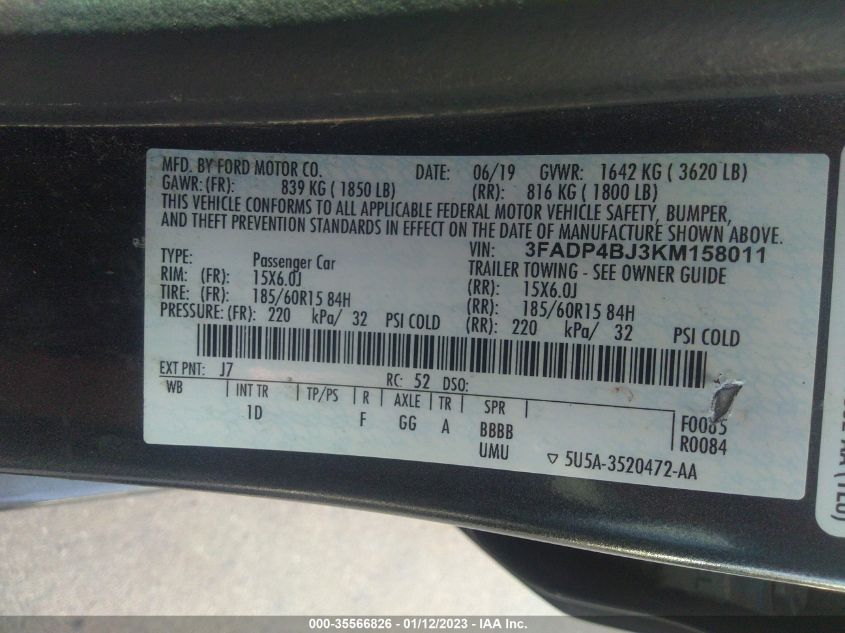 MFD. BY FORD MOTOR CO. DATE: 06/19 GVWR: 1642 KG ( 3620 LB)
GAWR: (FR): 839 KG ( 1850 LB) (RR): 816 KG ( 1800 LB)
THIS VEHICLE CONFORMS TO ALL APPLICABLE FEDERAL MOTOR VEHICLE SAFETY, BUMPER,
AND THEFT PREVENTION STANDARDS IN EFFECT ON THE DATE OF MANUFACTURE SHOWN ABOVE.
VIN: 3FADP4BJ3KM158011
TYPE: Passenger Car TRAILER TOWING - SEE OWNER GUIDE
RIM: (FR): 15X6.0J (RR): 15X6.0J
TIRE: (FR): 185/60R15 84H (RR): 185/60R15 84H
PRESSURE: (FR): 220 kPa/ 32 PSI COLD (RR): 220 kPa/ 32 PSI COLD
EXT PNT: J7 RC: 52 DSO:
WB INT TR TP/PS R AXLE TR SPR
1D F GG A BBBB
UMU
F0085
R0084
▽ 5U5A-3520472-AA
000-35566826 - 01/12/2023 - IAA Inc.